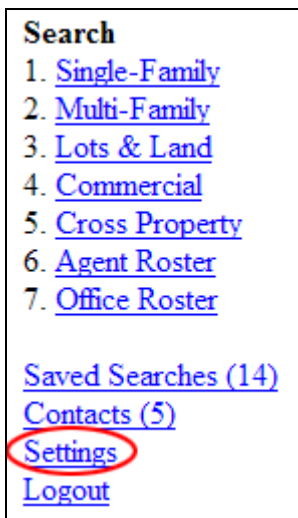 Search
1. Single-Family
2. Multi-Family
3. Lots & Land
4. Commercial
5. Cross Property
6. Agent Roster
7. Office Roster
Saved Searches (14)
Contacts (5)
Settings
Logout